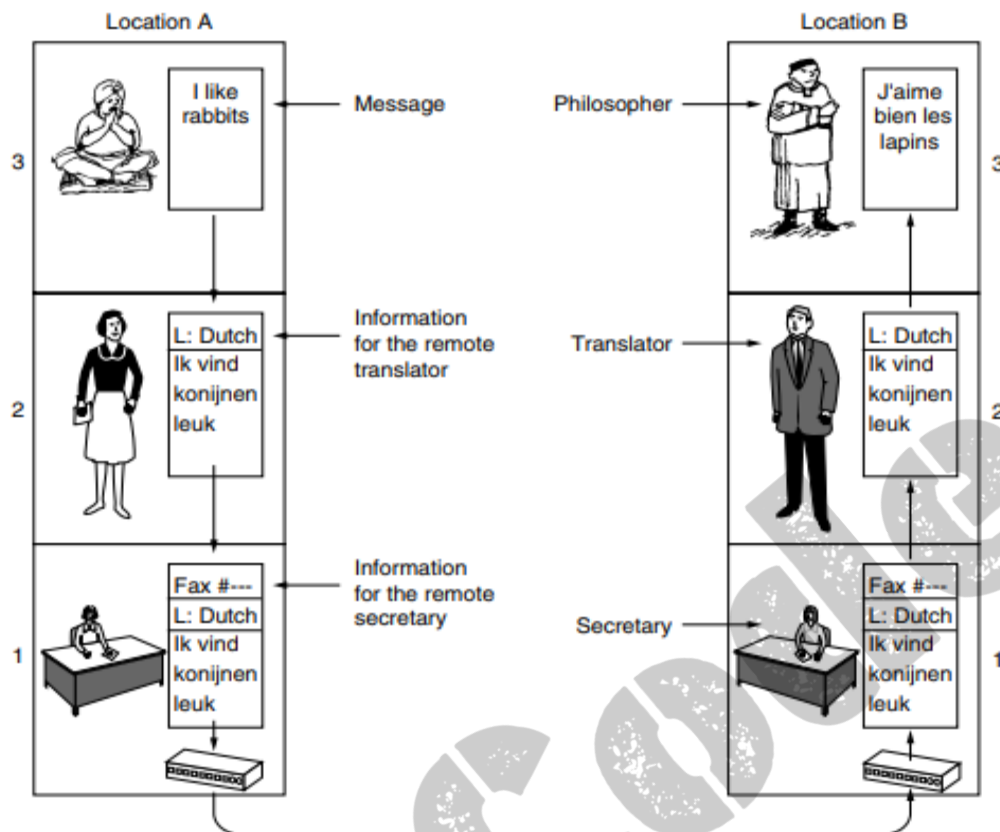 Location A
Location B
I like
rabbits
Message
Philosopher
J'aime
bien les
lapins
3
3
L: Dutch
Ik vind
konijnen
leuk
Information
for the remote
translator
Translator
L: Dutch
Ik vind
konijnen
leuk
2
2
Fax #---
L: Dutch
Ik vind
konijnen
leuk
Information
for the remote
secretary
Secretary
Fax #---
L: Dutch
Ik vind
konijnen
leuk
1
1